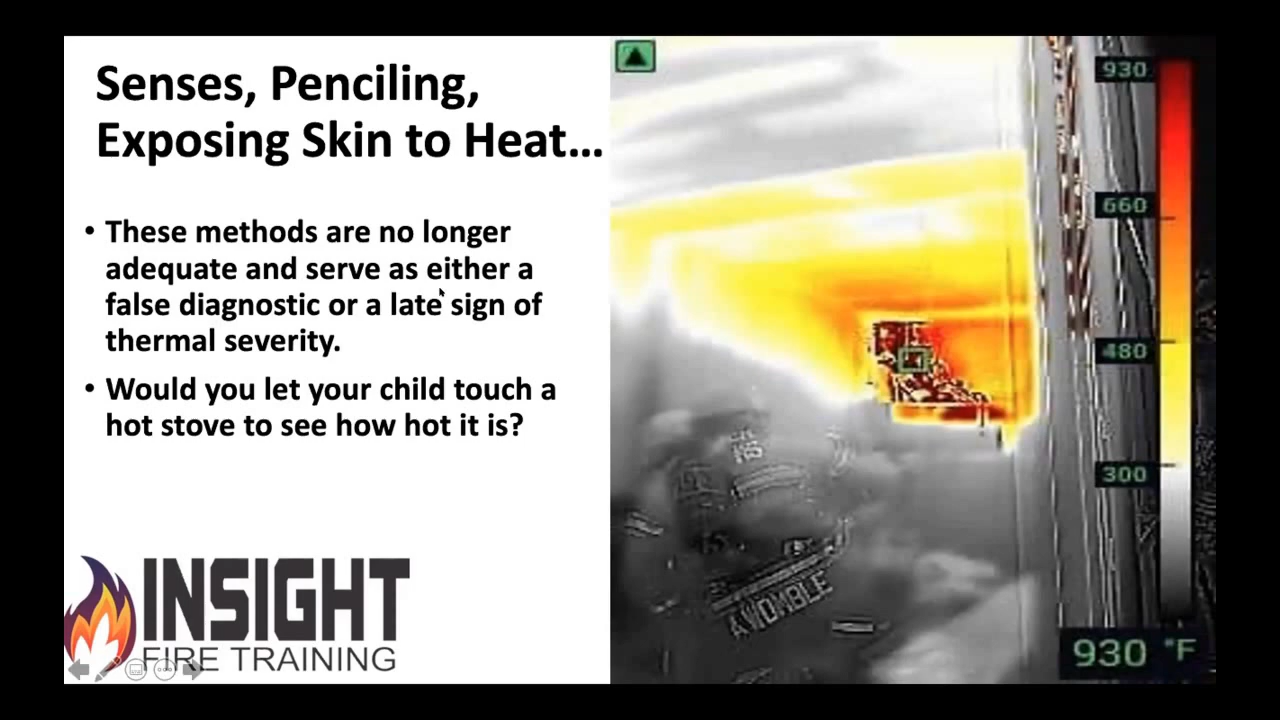 Senses, Penciling,
Exposing Skin to Heat...
• These methods are no longer
adequate and serve as either a
false diagnostic or a late sign of
thermal severity.
• Would you let your child touch a
hot stove to see how hot it is?
INSIGHT
FIRE TRAINING
930
660
480
300
930 °F
A WOMBLE